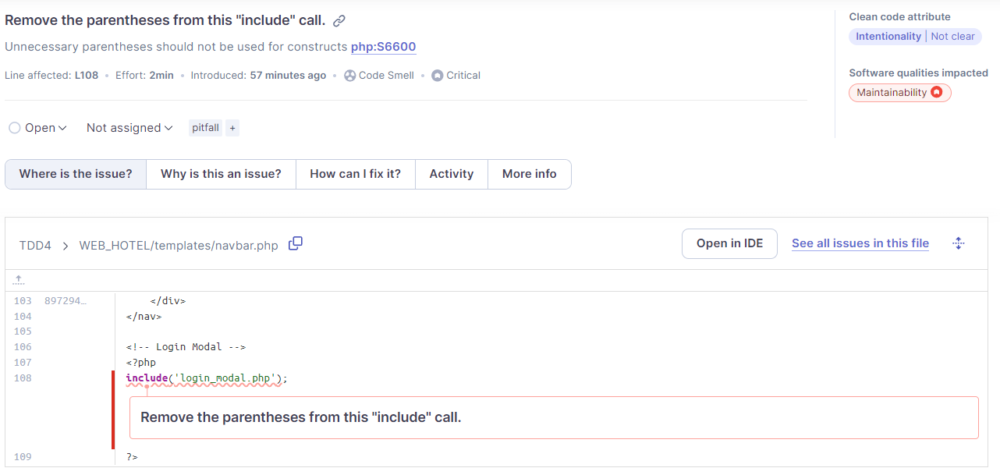 Remove the parentheses from this "include" call.
Unnecessary parentheses should not be used for constructs php:S6600
Line affected: L108 • Effort: 2min • Introduced: 57 minutes ago • Code Smell • Critical
Clean code attribute
Intentionality | Not clear
Software qualities impacted
Maintainability
Open Not assigned pitfall +
Where is the issue? Why is this an issue? How can I fix it? Activity More info
TDD4 > WEB_HOTEL/templates/navbar.php Open in IDE See all issues in this file
103 897294… </div>
104 </nav>
105
106 <!-- Login Modal -->
107 <?php
108 include('login_modal.php');
Remove the parentheses from this "include" call.
109 ?>